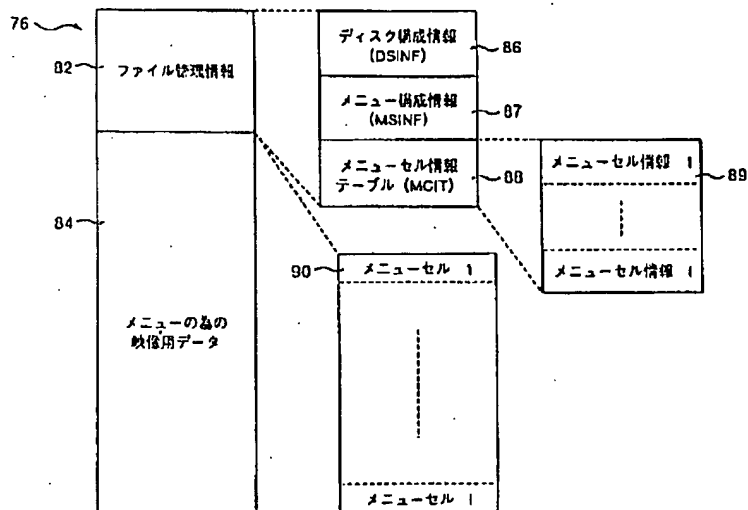 76
82
ファイル管理情報
84
メニューの為の
映像用データ
ディスク構成情報
(DSINF)
86
メニュー構成情報
(MSINF)
87
メニューセル情報
テーブル (MCIT)
88
メニューセル情報 1
89
メニューセル情報 i
90
メニューセル 1
メニューセル i